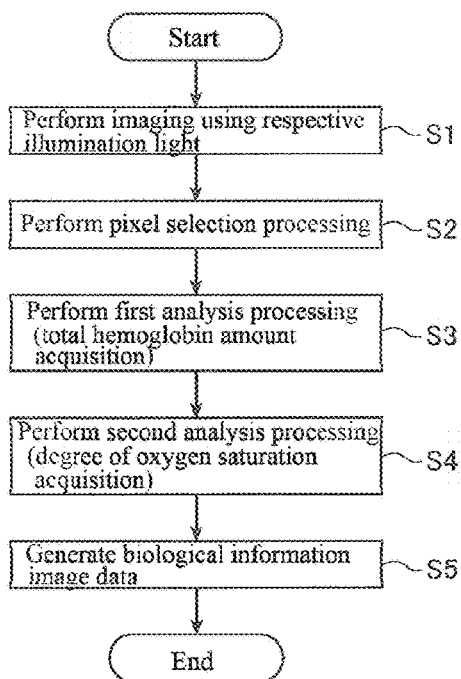 Start
Perform imaging using respective
illumination light
S1
Perform pixel selection processing
S2
Perform first analysis processing
(total hemoglobin amount
acquisition)
S3
Perform second analysis processing
(degree of oxygen saturation
acquisition)
S4
Generate biological information
image data
S5
End